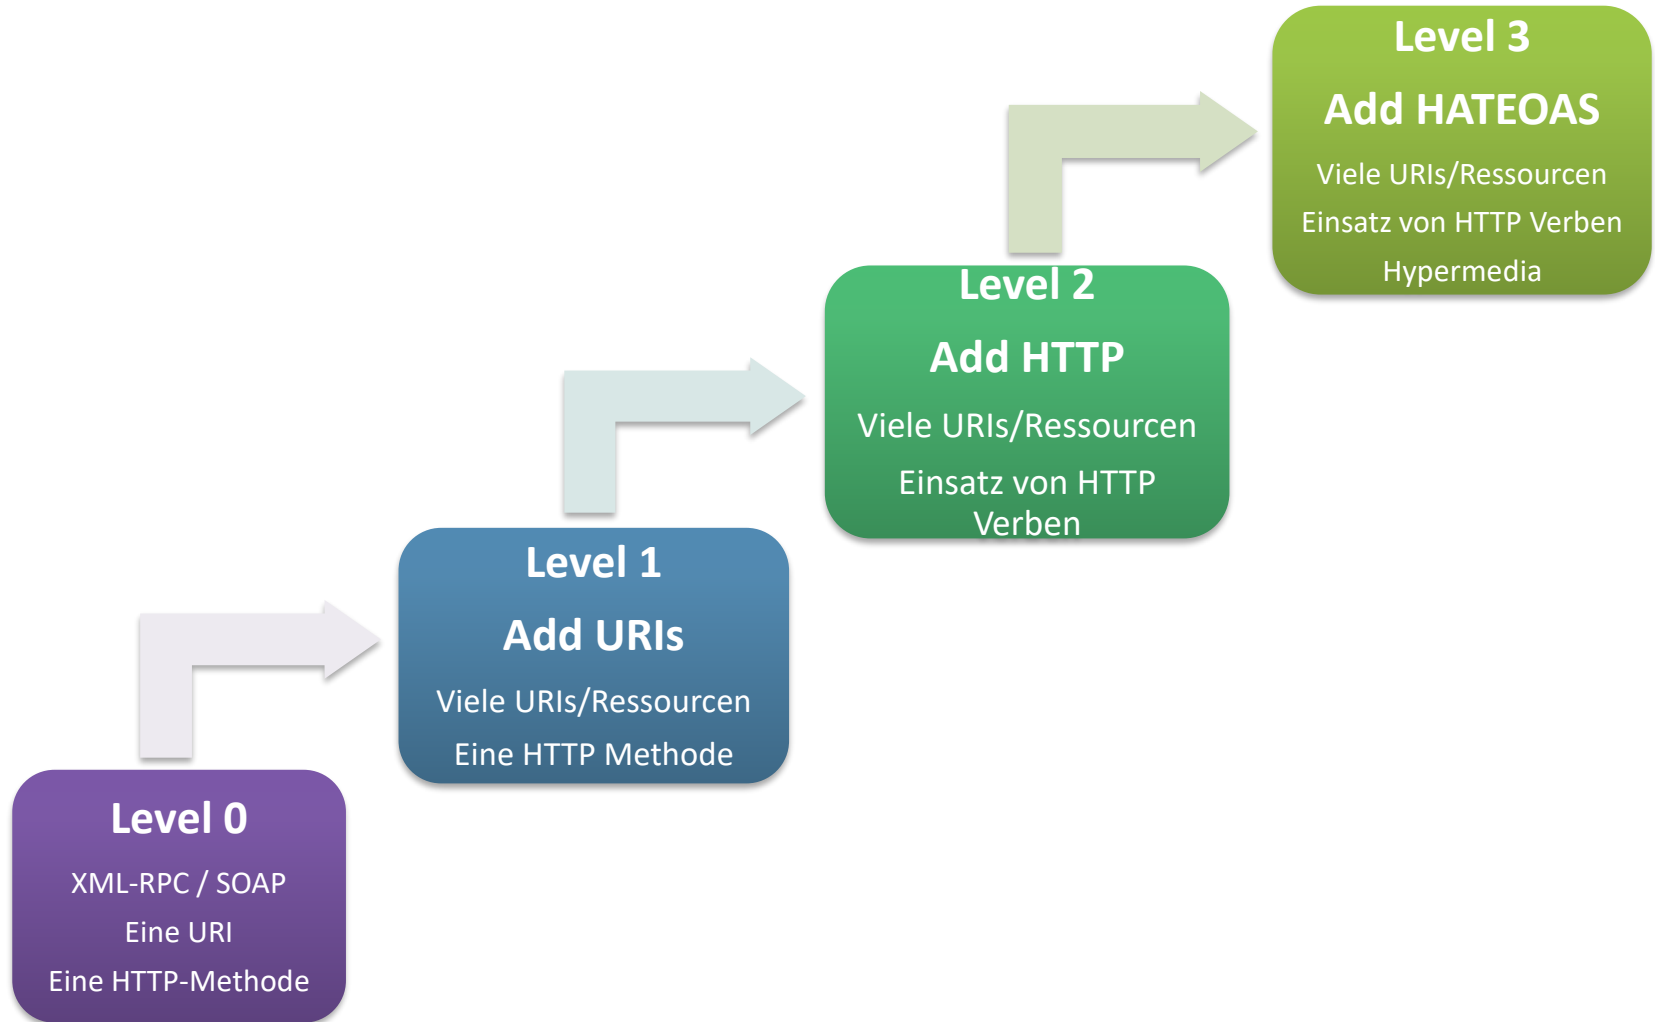 Level 0
XML-RPC / SOAP
Eine URI
Eine HTTP-Methode
Level 1
Add URIs
Viele URIs/Ressourcen
Eine HTTP Methode
Level 2
Add HTTP
Viele URIs/Ressourcen
Einsatz von HTTP
Verben
Level 3
Add HATEOAS
Viele URIs/Ressourcen
Einsatz von HTTP Verben
Hypermedia